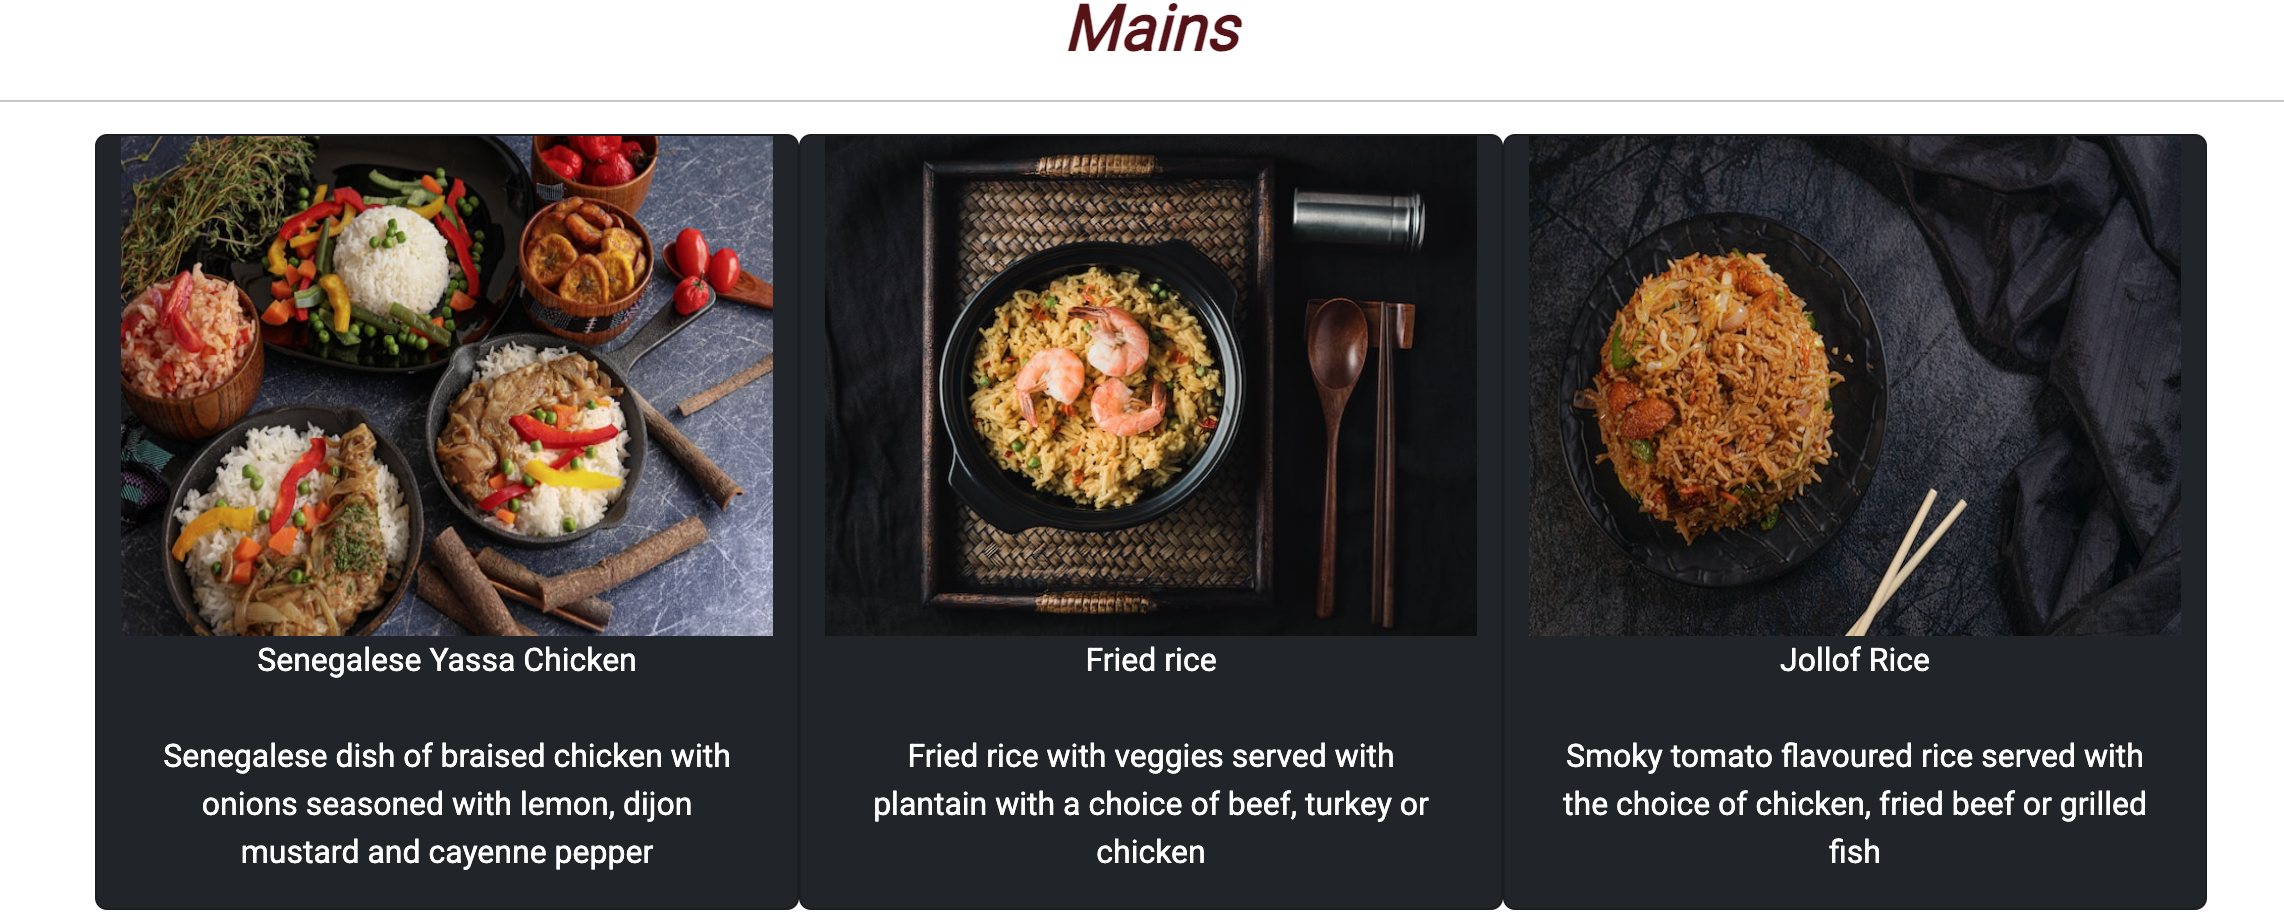 Mains
Senegalese Yassa Chicken
Senegalese dish of braised chicken with
onions seasoned with lemon, dijon
mustard and cayenne pepper
Fried rice
Fried rice with veggies served with
plantain with a choice of beef, turkey or
chicken
Jollof Rice
Smoky tomato flavoured rice served with
the choice of chicken, fried beef or grilled
fish